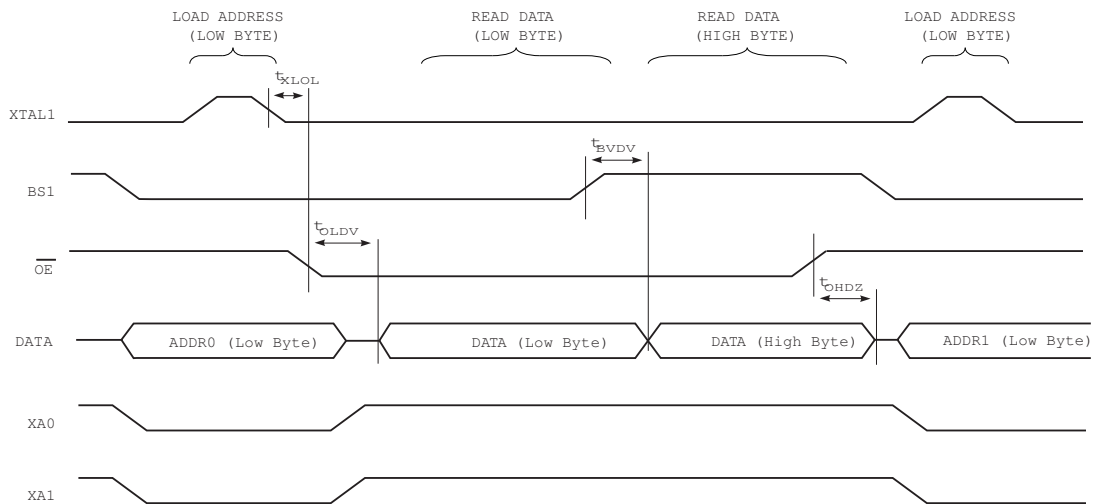 LOAD ADDRESS
(LOW BYTE)
READ DATA
(LOW BYTE)
READ DATA
(HIGH BYTE)
LOAD ADDRESS
(LOW BYTE)
tXLOL
XTAL1
tBVDV
BS1
tOLDV
OE
tOHDZ
DATA
ADDR0 (Low Byte)
DATA (Low Byte)
DATA (High Byte)
ADDR1 (Low Byte)
XA0
XA1